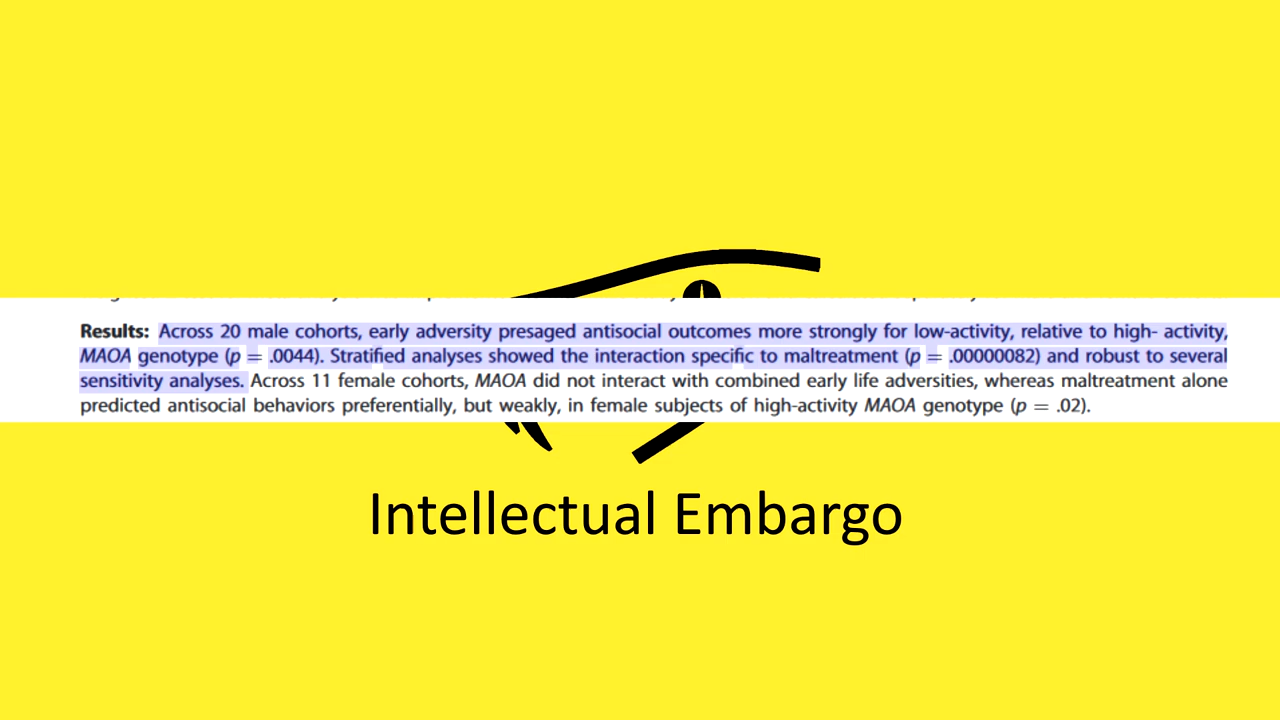 Results: Across 20 male cohorts, early adversity presaged antisocial outcomes more strongly for low-activity, relative to high- activity,
MAOA genotype (p = .0044). Stratified analyses showed the interaction specific to maltreatment (p = .00000082) and robust to several
sensitivity analyses. Across 11 female cohorts, MAOA did not interact with combined early life adversities, whereas maltreatment alone
predicted antisocial behaviors preferentially, but weakly, in female subjects of high-activity MAOA genotype (p = .02).
Intellectual Embargo